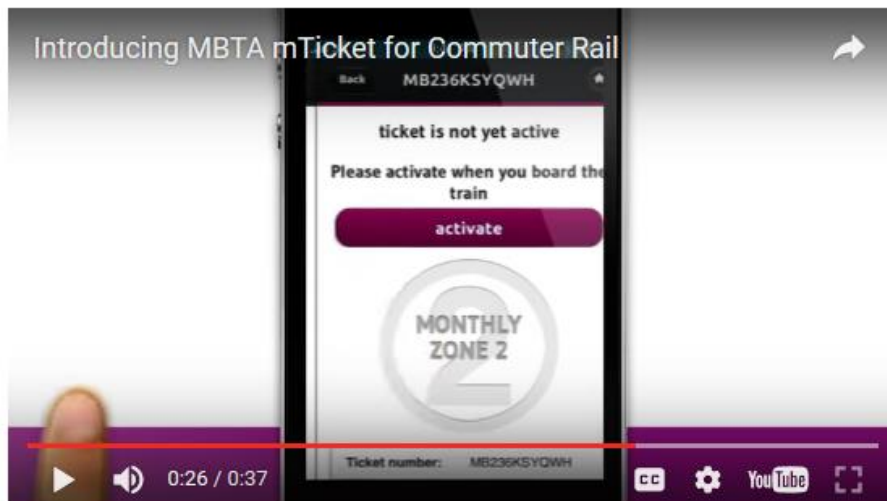 Introducing MBTA mTicket for Commuter Rail
Back MB236KSYQWH
ticket is not yet active
Please activate when you board the
train
activate
2
MONTHLY
ZONE 2
Ticket number: MB236KSYQWH
0:26 / 0:37 CC YouTube